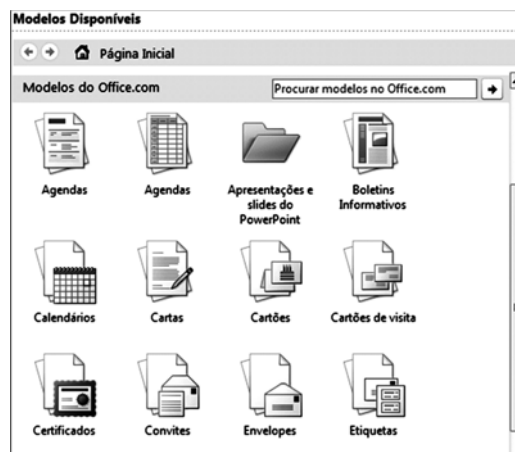 Modelos Disponíveis
Página Inicial
Modelos do Office.com
Procurar modelos no Office.com
Agendas
Agendas
Apresentações e
slides do
PowerPoint
Boletins
Informativos
Calendários
Cartas
Cartões
Cartões de visita
Certificados
Convites
Envelopes
Etiquetas